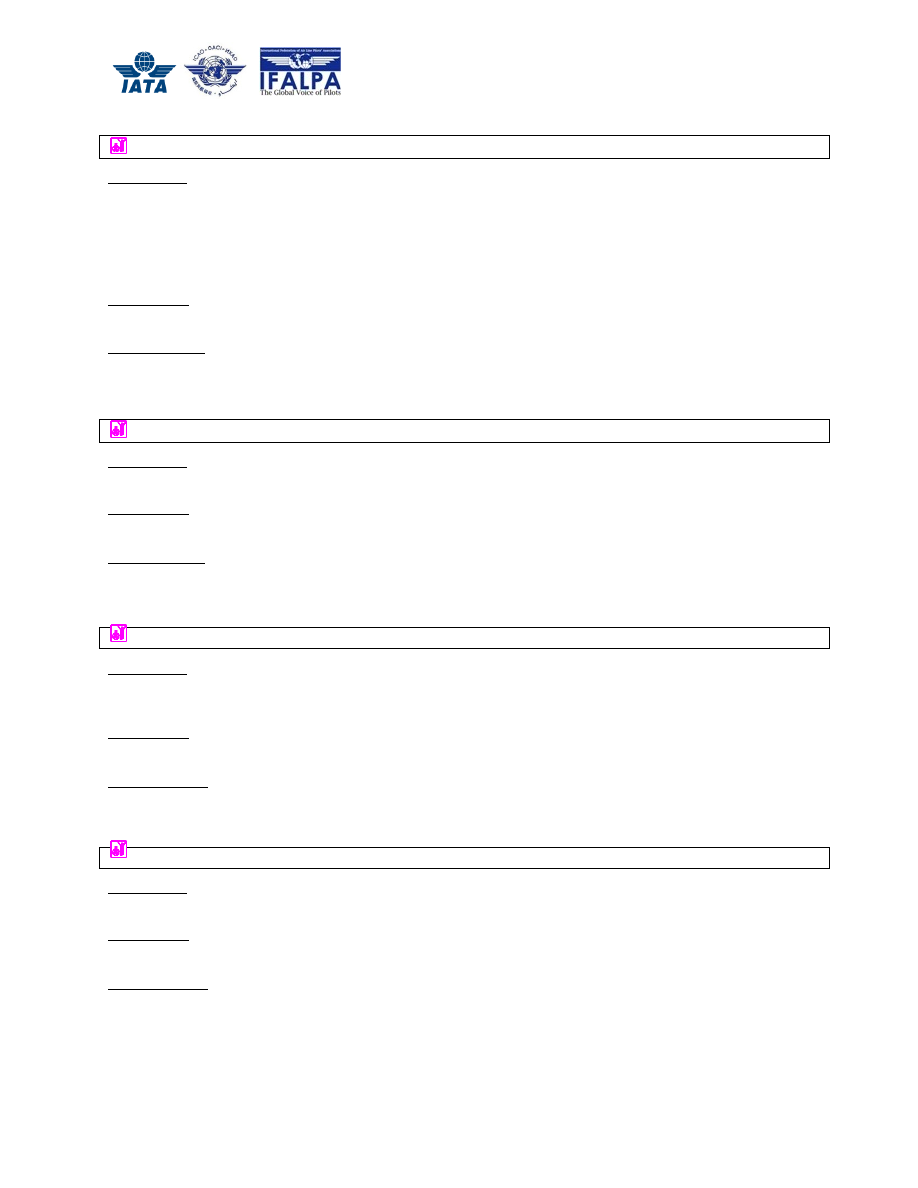 IATA
ICAO · OACI · ИКАО
International Federation of Air Line Pilots' Associations
IFALPA
The Global Voice of Pilots